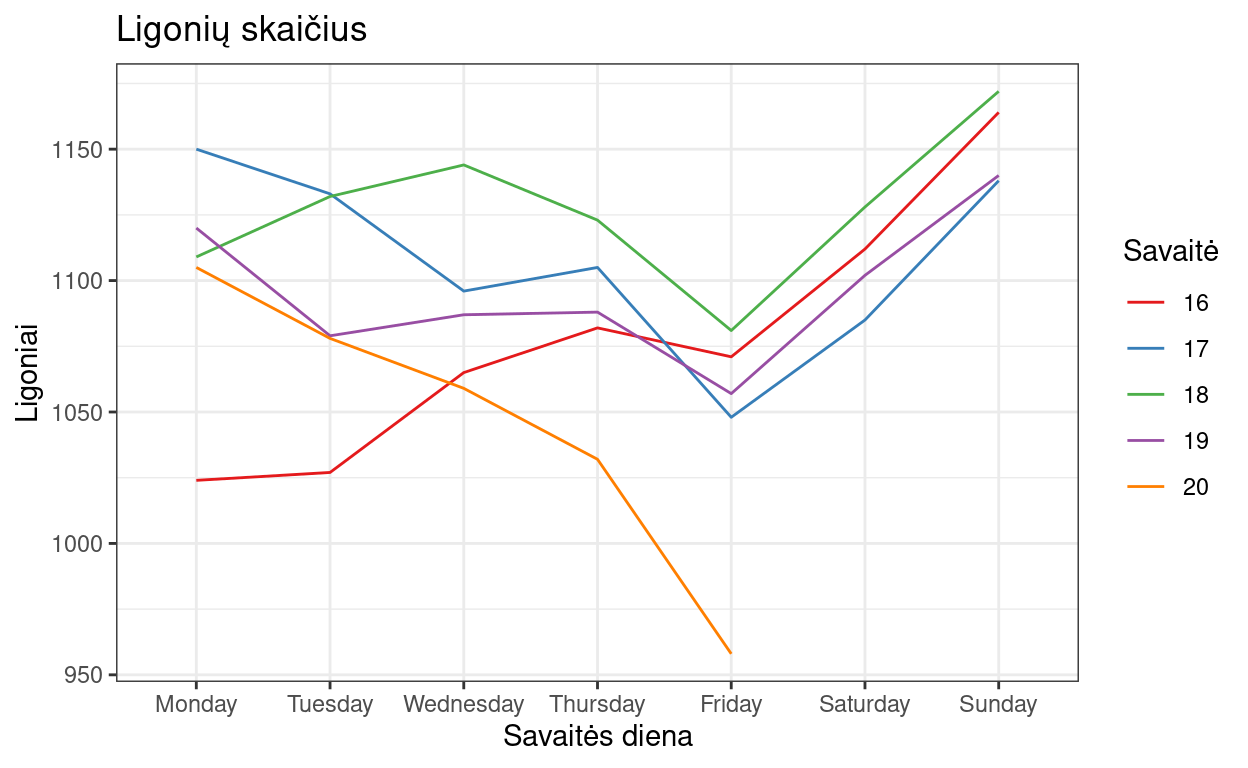 Ligonių skaičius
Ligoniai
1150
1100
1050
1000
950
Monday Tuesday Wednesday Thursday Friday Saturday Sunday
Savaitės diena
Savaitė
16
17
18
19
20